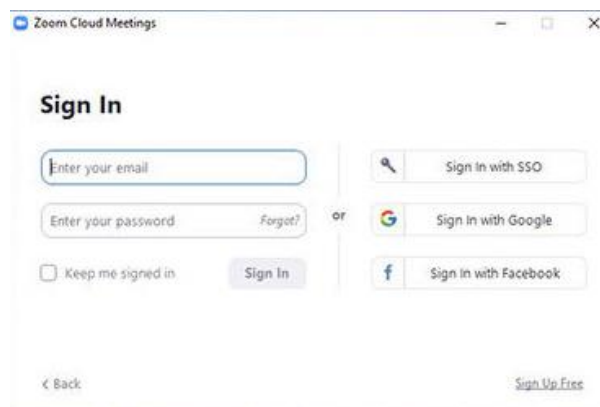 Zoom Cloud Meetings
Sign In
Enter your email
Enter your password Forgot?
Keep me signed in Sign In
or
Sign In with SSO
Sign In with Google
Sign In with Facebook
Back
Sign Up Free